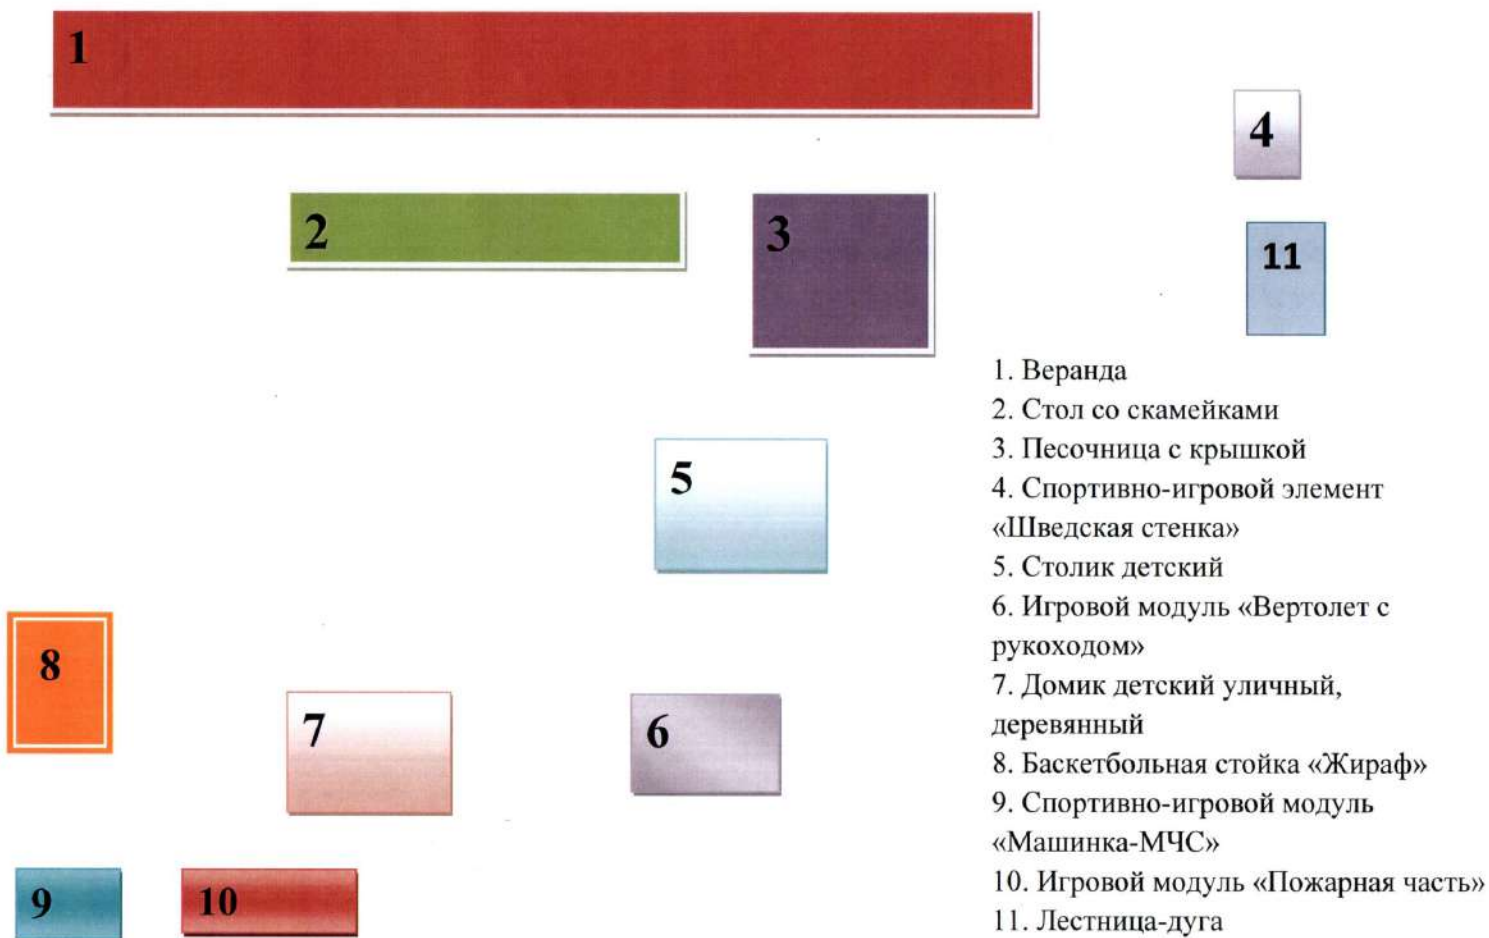 1
4
2
3
11
1. Веранда
2. Стол со скамейками
3. Песочница с крышкой
4. Спортивно-игровой элемент
«Шведская стенка»
5
5. Столик детский
6. Игровой модуль «Вертолет с
рукоходом»
8
7. Домик детский уличный,
деревянный
7
6
8. Баскетбольная стойка «Жираф»
9. Спортивно-игровой модуль
«Машинка-МЧС»
9
10
10. Игровой модуль «Пожарная часть»
11. Лестница-дуга